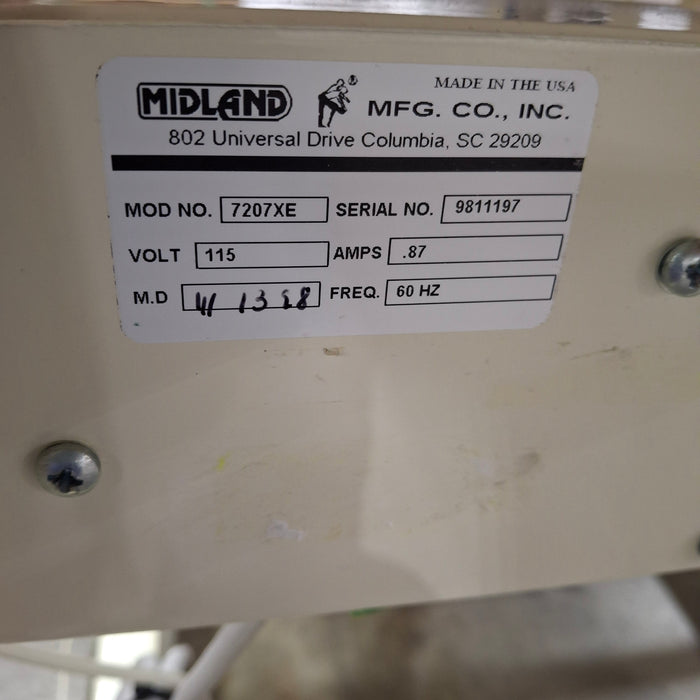 MADE IN THE USA
MIDLAND MFG. CO., INC.
802 Universal Drive Columbia, SC 29209
MOD NO. 7207XE SERIAL NO. 9811197
VOLT 115 AMPS .87
M.D FREQ. 60 HZ